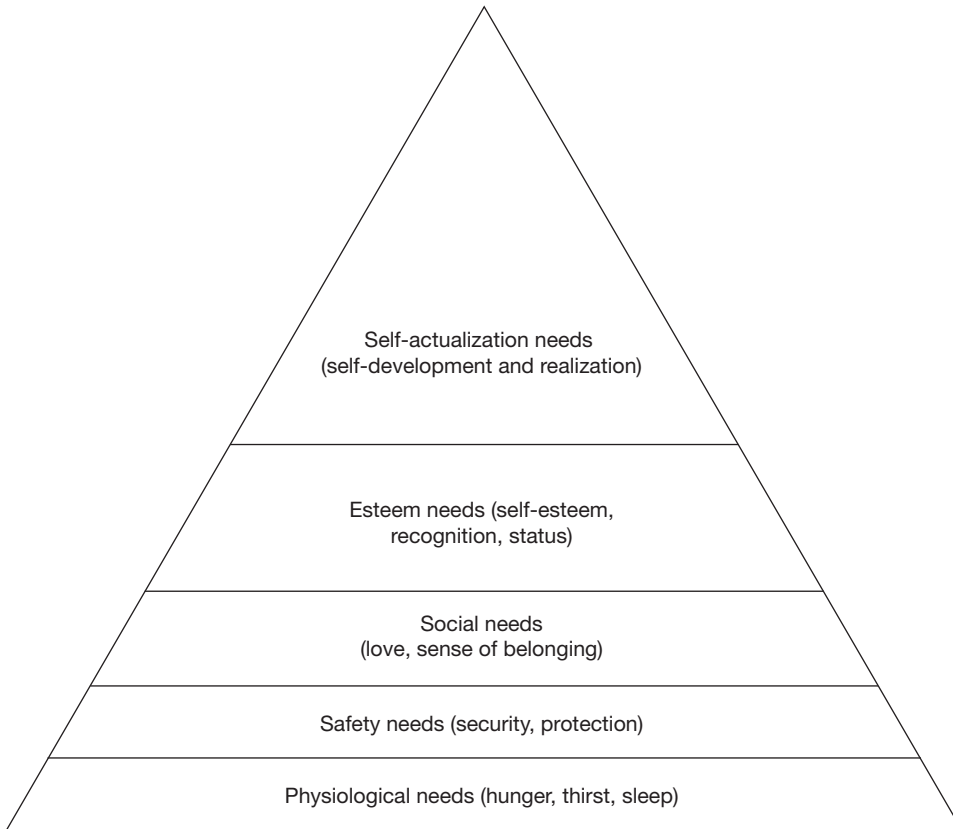 Self-actualization needs
(self-development and realization)
Esteem needs (self-esteem,
recognition, status)
Social needs
(love, sense of belonging)
Safety needs (security, protection)
Physiological needs (hunger, thirst, sleep)